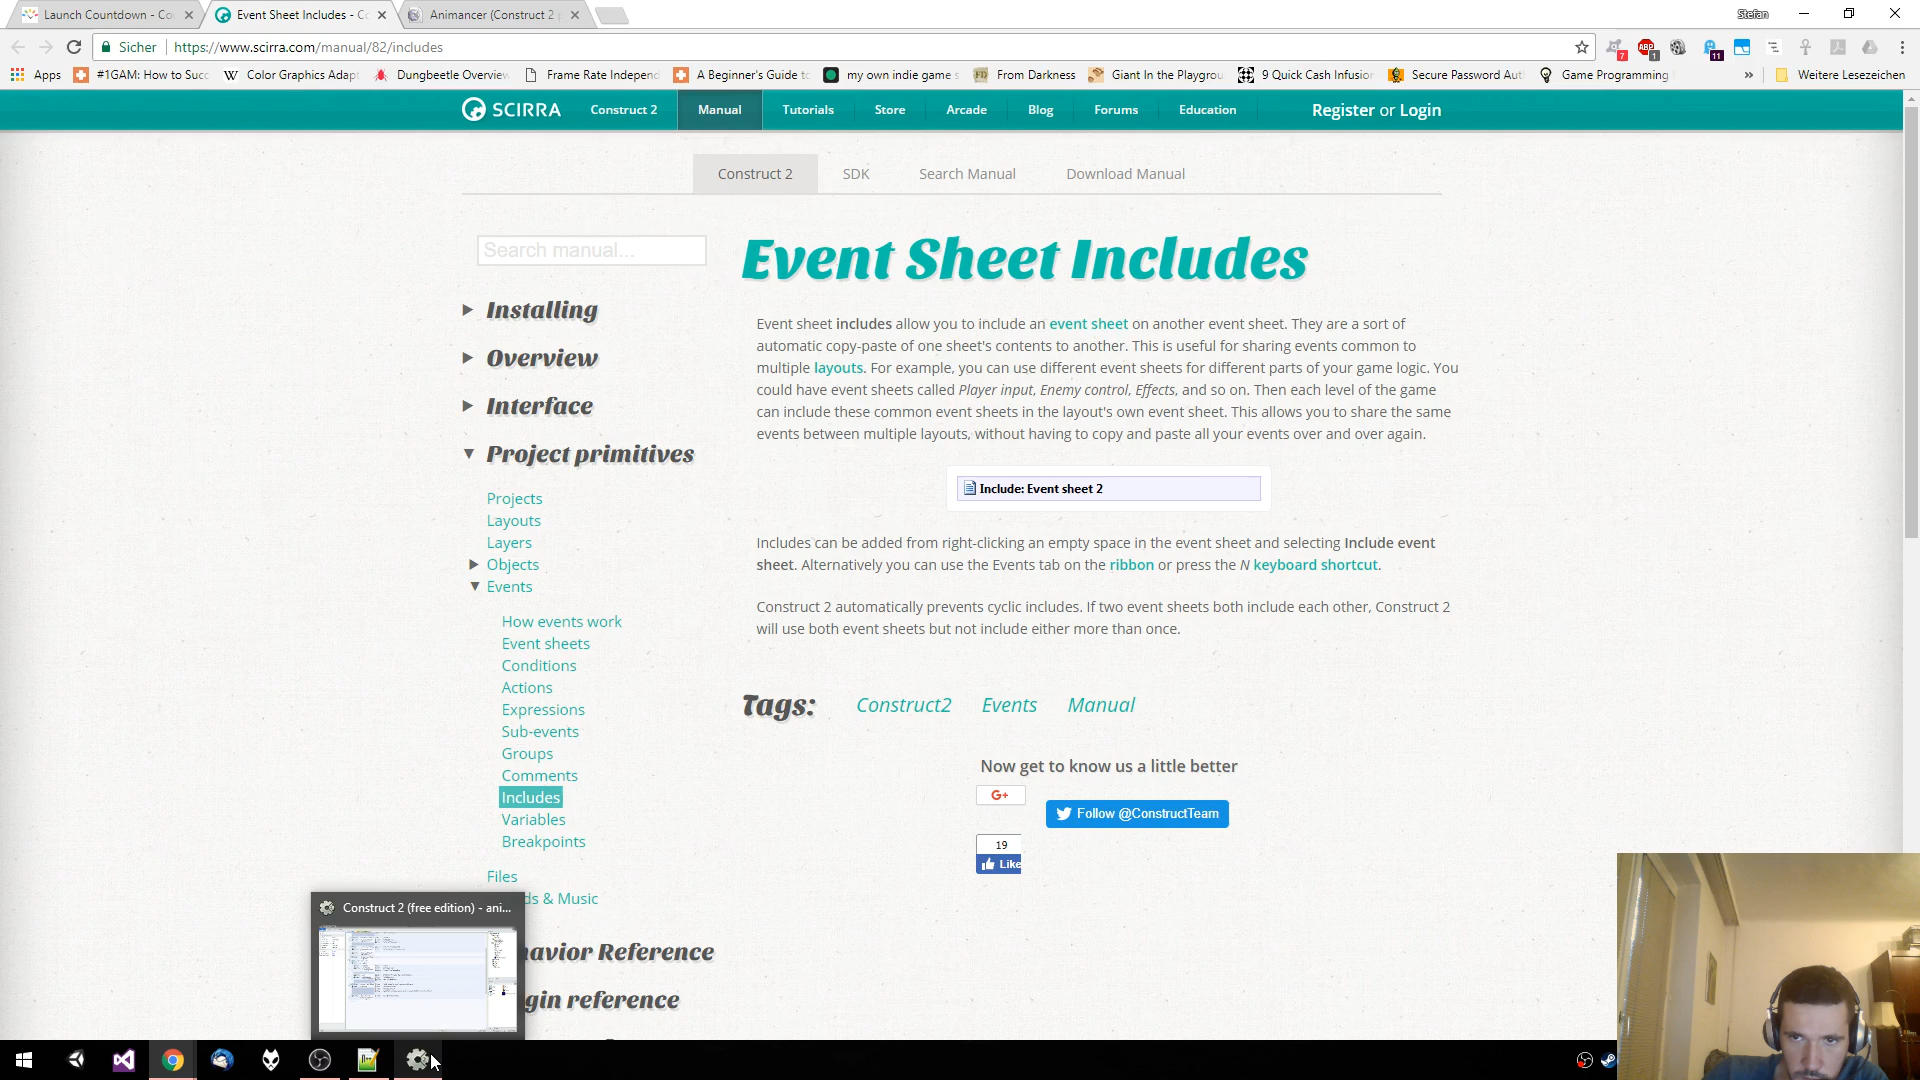 Launch Countdown - Co
Event Sheet Includes - Co
Animancer (Construct 2 p
Stefan
Sicher
https://www.scirra.com/manual/82/includes
7
1
11
Apps
#1GAM: How to Succ
Color Graphics Adapt
Dungbeetle Overview
Frame Rate Independ
A Beginner's Guide to
my own indie game s
From Darkness
Giant In the Playgrou
9 Quick Cash Infusion
Secure Password Aut
Game Programming
»
Weitere Lesezeichen
SCIRRA
Construct 2
Manual
Tutorials
Store
Arcade
Blog
Forums
Education
Register or Login
Construct 2
SDK
Search Manual
Download Manual
Search manual...
Installing
Overview
Interface
Project primitives
Projects
Layouts
Layers
Objects
Events
How events work
Event sheets
Conditions
Actions
Expressions
Sub-events
Groups
Comments
Includes
Variables
Breakpoints
Files
ds & Music
havior Reference
gin reference
Event Sheet Includes
Event sheet includes allow you to include an event sheet on another event sheet. They are a sort of
automatic copy-paste of one sheet's contents to another. This is useful for sharing events common to
multiple layouts. For example, you can use different event sheets for different parts of your game logic. You
could have event sheets called Player input, Enemy control, Effects, and so on. Then each level of the game
can include these common event sheets in the layout's own event sheet. This allows you to share the same
events between multiple layouts, without having to copy and paste all your events over and over again.
Include: Event sheet 2
Includes can be added from right-clicking an empty space in the event sheet and selecting Include event
sheet. Alternatively you can use the Events tab on the ribbon or press the N keyboard shortcut.
Construct 2 automatically prevents cyclic includes. If two event sheets both include each other, Construct 2
will use both event sheets but not include either more than once.
Tags:
Construct2
Events
Manual
Now get to know us a little better
G+
Follow @ConstructTeam
19
Like
Construct 2 (free edition) - ani...